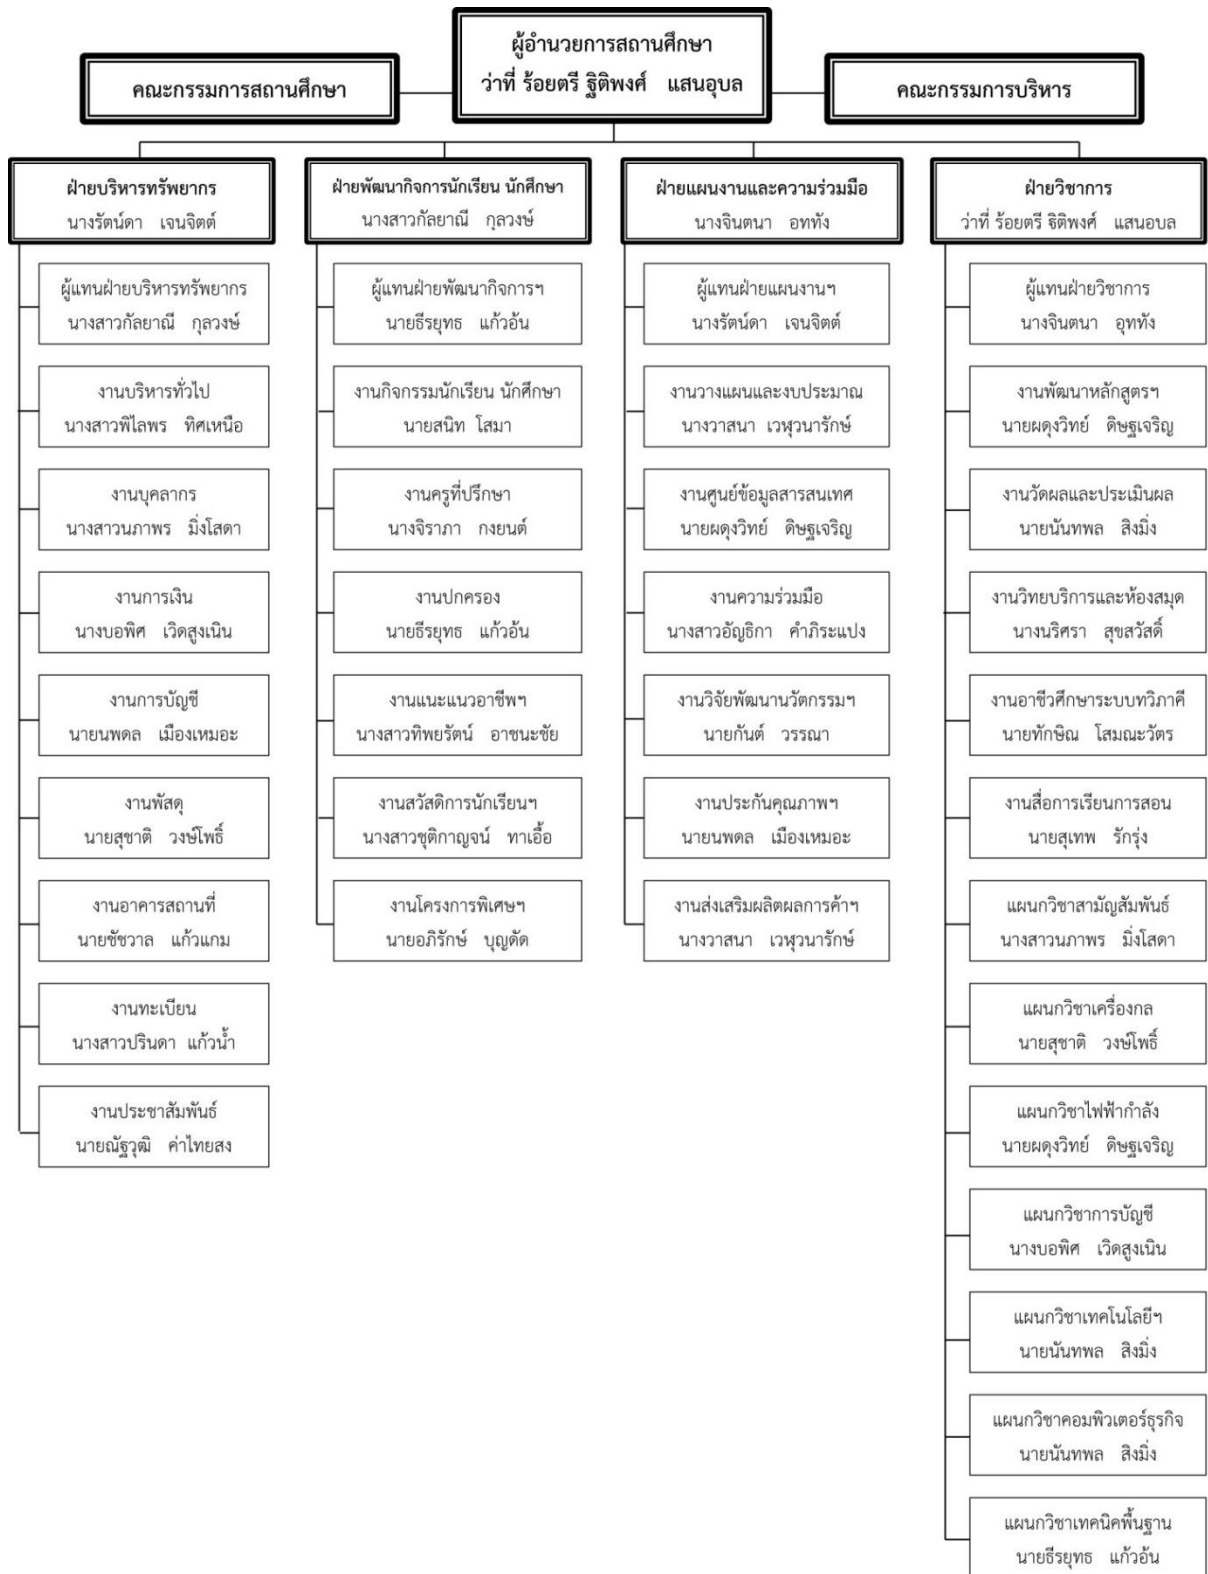 ผู้อำนวยการสถานศึกษา
ว่าที่ ร้อยตรี ฐิติพงศ์ แสนอุบล
คณะกรรมการสถานศึกษา
คณะกรรมการบริหาร
ฝ่ายบริหารทรัพยากร
นางรัตน์ดา เจนจิตต์
ผู้แทนฝ่ายบริหารทรัพยากร
นางสาวกัลยาณี กุลวงษ์
งานบริหารทั่วไป
นางสาวพิไลพร ทิศเหนือ
งานบุคลากร
นางสาวนภาพร มิ่งโสดา
งานการเงิน
นางบอพิศ เวิดสูงเนิน
งานการบัญชี
นายนพดล เมืองเหมอะ
งานพัสดุ
นายสุชาติ วงษ์โพธิ์
งานอาคารสถานที่
นายชัชวาล แก้วแกม
งานทะเบียน
นางสาวปรินดา แก้วน้ำ
งานประชาสัมพันธ์
นายณัฐวุฒิ ค่าไทยสง
ฝ่ายพัฒนากิจการนักเรียน นักศึกษา
นางสาวกัลยาณี กุลวงษ์
ผู้แทนฝ่ายพัฒนากิจการฯ
นายธีรยุทธ แก้วอ้น
งานกิจกรรมนักเรียน นักศึกษา
นายสนิท โสมา
งานครูที่ปรึกษา
นางจิราภา กงยนต์
งานปกครอง
นายธีรยุทธ แก้วอ้น
งานแนะแนวอาชีพฯ
นางสาวทิพยรัตน์ อาชนะชัย
งานสวัสดิการนักเรียนฯ
นางสาวชุติกาญจน์ ทาเอื้อ
งานโครงการพิเศษฯ
นายอภิรักษ์ บุญดัด
ฝ่ายแผนงานและความร่วมมือ
นางจินตนา อททัง
ผู้แทนฝ่ายแผนงานฯ
นางรัตน์ดา เจนจิตต์
งานวางแผนและงบประมาณ
นางวาสนา เวฬุวนารักษ์
งานศูนย์ข้อมูลสารสนเทศ
นายผดุงวิทย์ ดิษฐเจริญ
งานความร่วมมือ
นางสาวอัญธิกา คำภิระแปง
งานวิจัยพัฒนานวัตกรรมฯ
นายกันต์ วรรณา
งานประกันคุณภาพฯ
นายนพดล เมืองเหมอะ
งานส่งเสริมผลิตผลการค้าฯ
นางวาสนา เวฬุวนารักษ์
ฝ่ายวิชาการ
ว่าที่ ร้อยตรี ธิติพงศ์ แสนอบล
ผู้แทนฝ่ายวิชาการ
นางจินตนา อุททัง
งานพัฒนาหลักสูตรฯ
นายผดุงวิทย์ ดิษฐเจริญ
งานวัดผลและประเมินผล
นายนันทพล สิงมิ่ง
งานวิทยบริการและห้องสมุด
นางนริศรา สุขสวัสดิ์
งานอาชีวศึกษาระบบทวิภาคี
นายทักษิณ โสมณะวัตร
งานสื่อการเรียนการสอน
นายสุเทพ รักรุ่ง
แผนกวิชาสามัญสัมพันธ์
นางสาวนภาพร มิ่งโสดา
แผนกวิชาเครื่องกล
นายสุชาติ วงษ์โพธิ์
แผนกวิชาไฟฟ้ากำลัง
นายผดุงวิทย์ ดิษฐเจริญ
แผนกวิชาการบัญชี
นางบอพิศ เวิดสูงเนิน
แผนกวิชาเทคโนโลยีฯ
นายนันทพล สิงมิ่ง
แผนกวิชาคอมพิวเตอร์ธุรกิจ
นายนันทพล สิงมิ่ง
แผนกวิชาเทคนิคพื้นฐาน
นายธีรยุทธ แก้วอ้น